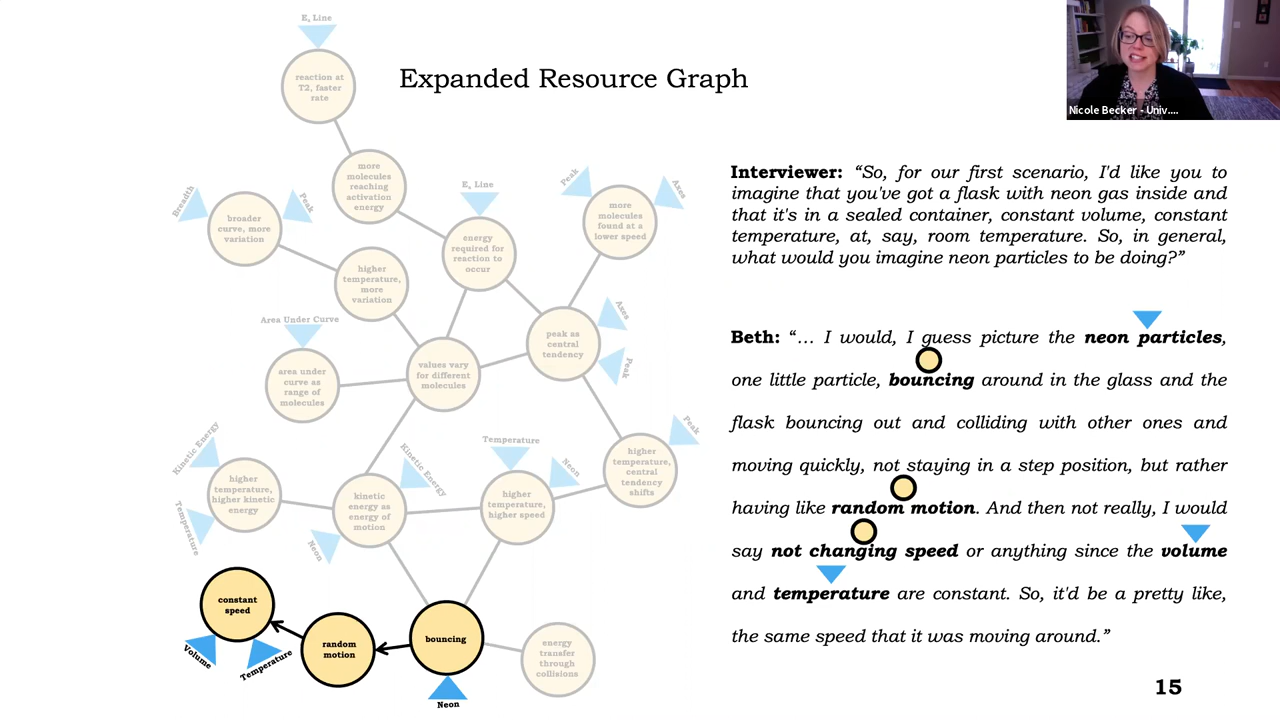 E, Line
reaction at
T2, faster
rate
Expanded Resource Graph
Nicole Becker - Univ....
more
molecules
reaching
activation
energy
Breadth
Peak
broader
curve, more
variation
E, Line
energy
required for
reaction to
occur
Peak
Axes
more
molecules
found at a
lower speed
higher
temperature,
more
variation
Area Under Curve
area under
curve as
range of
molecules
values vary
for different
molecules
Axes
peak as
central
tendency
Peak
Peak
higher
temperature,
central
tendency
shifts
Kinetic Energy
higher
temperature,
higher kinetic
energy
Temperature
Kinetic Energy
kinetic
energy as
energy of
motion
Neon
Temperature
Neon
higher
temperature,
higher speed
constant
speed
Volume
Temperature
random
motion
bouncing
Neon
energy
transfer
through
collisions
Interviewer: “So, for our first scenario, I'd like you to
imagine that you've got a flask with neon gas inside and
that it's in a sealed container, constant volume, constant
temperature, at, say, room temperature. So, in general,
what would you imagine neon particles to be doing?”
Beth: “... I would, I guess picture the neon particles,
one little particle, bouncing around in the glass and the
flask bouncing out and colliding with other ones and
moving quickly, not staying in a step position, but rather
having like random motion. And then not really, I would
say not changing speed or anything since the volume
and temperature are constant. So, it'd be a pretty like,
the same speed that it was moving around.”
15